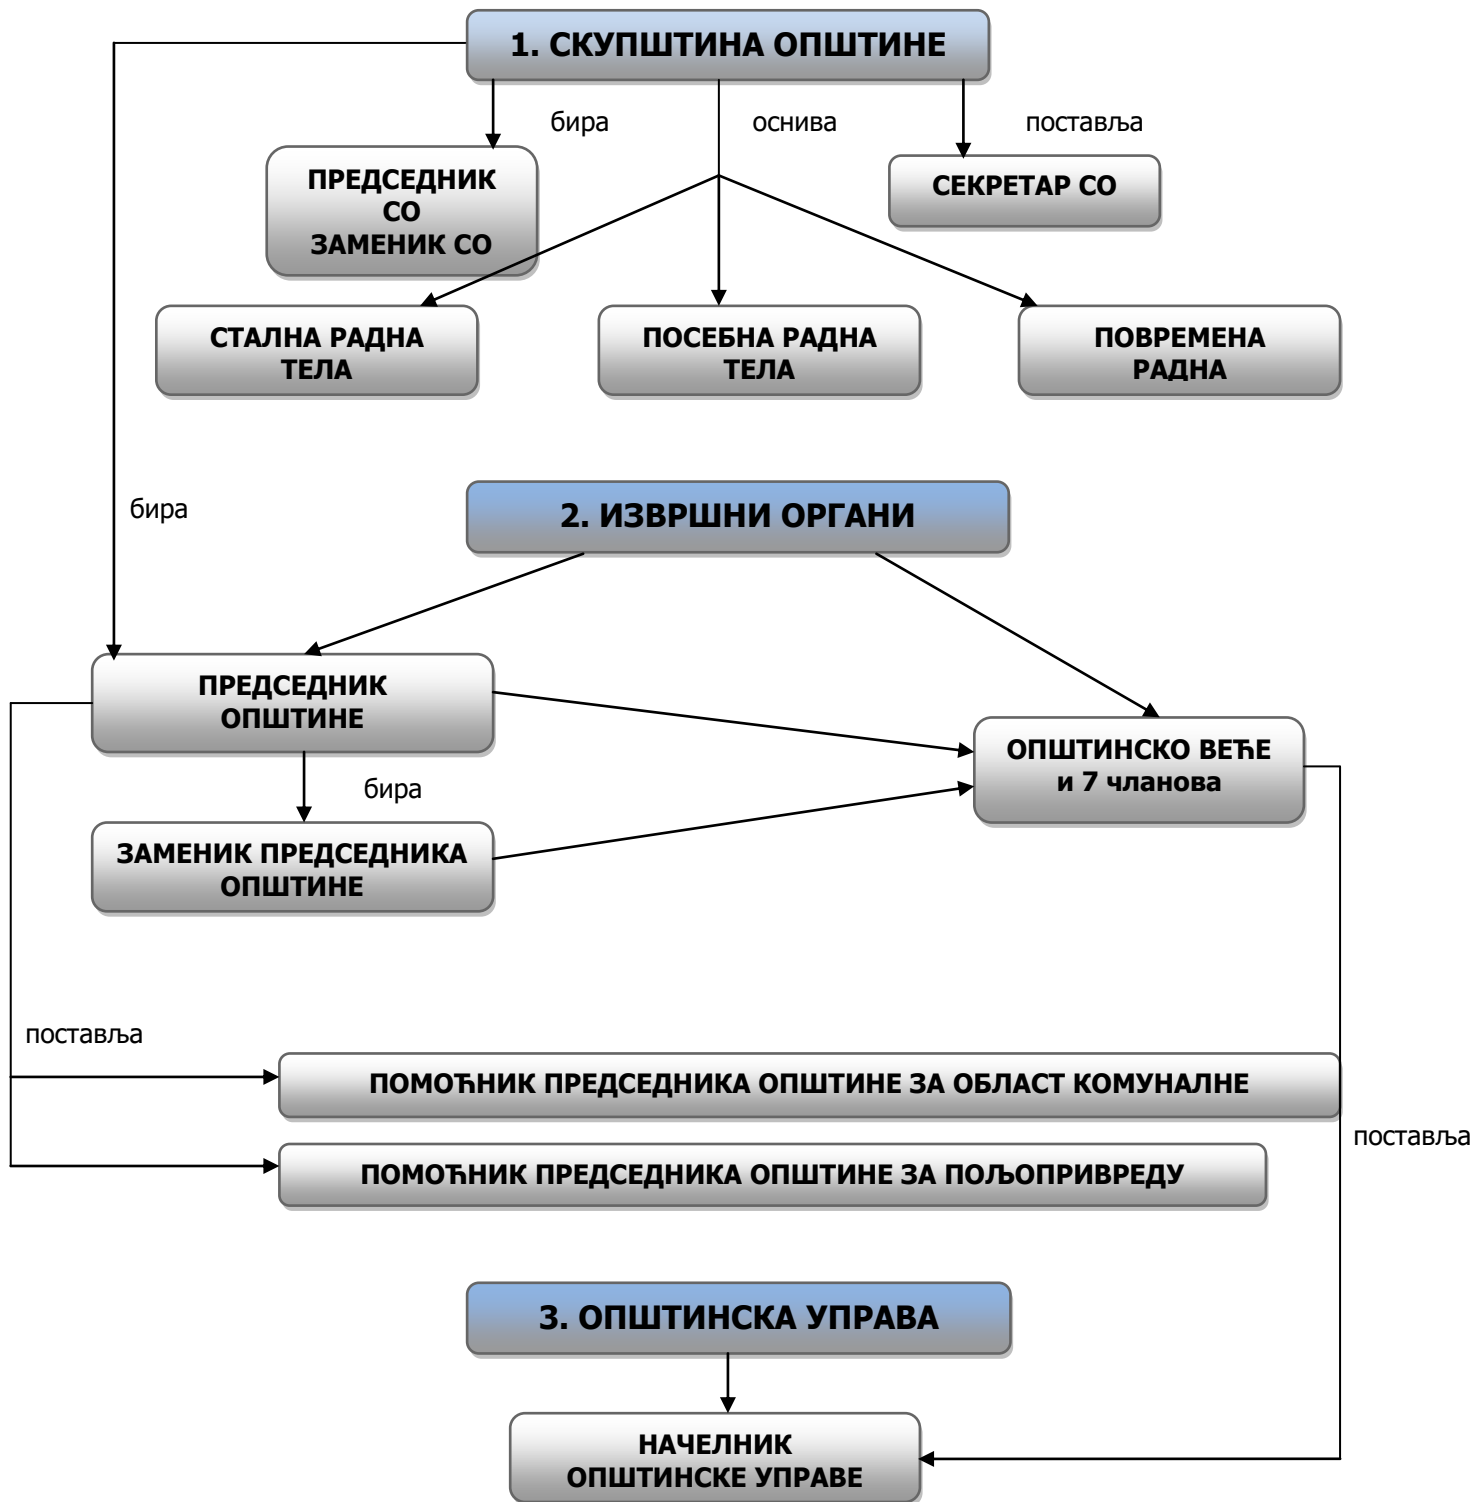 1. СКУПШТИНА ОПШТИНЕ
бира
оснива
поставља
ПРЕДСЕДНИК
СО
ЗАМЕНИК СО
СЕКРЕТАР СО
СТАЛНА РАДНА
ТЕЛА
ПОСЕБНА РАДНА
ТЕЛА
ПОВРЕМЕНА
РАДНА
бира
2. ИЗВРШНИ ОРГАНИ
ПРЕДСЕДНИК
ОПШТИНЕ
ОПШТИНСКО ВЕЋЕ
и 7 чланова
бира
ЗАМЕНИК ПРЕДСЕДНИКА
ОПШТИНЕ
поставља
ПОМОЋНИК ПРЕДСЕДНИКА ОПШТИНЕ ЗА ОБЛАСТ КОМУНАЛНЕ
поставља
ПОМОЋНИК ПРЕДСЕДНИКА ОПШТИНЕ ЗА ПОЉОПРИВРЕДУ
3. ОПШТИНСКА УПРАВА
НАЧЕЛНИК
ОПШТИНСКЕ УПРАВЕ